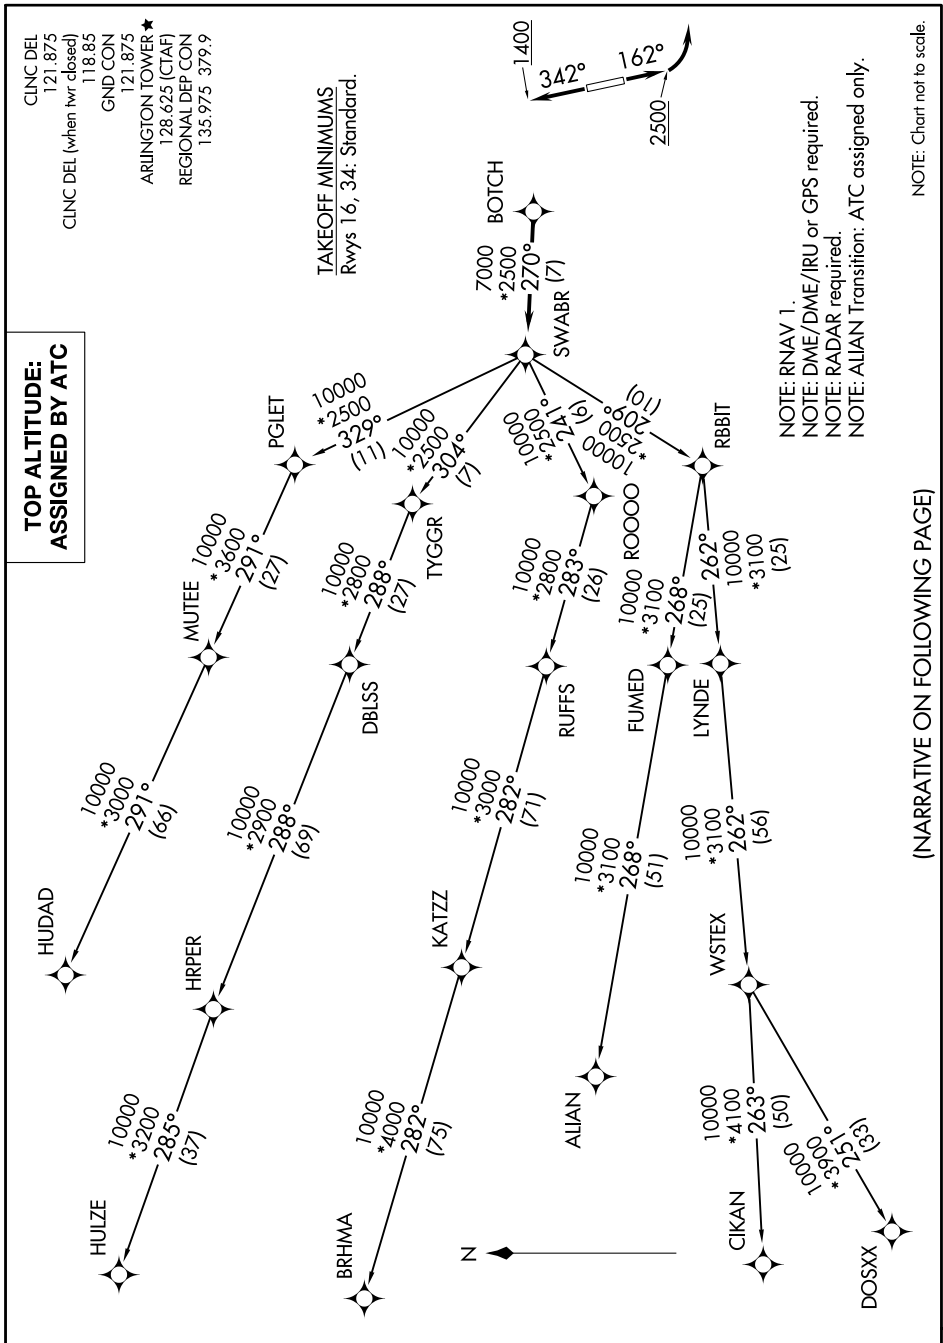 CLNC DEL
121.875
CLNC DEL (when twr closed)
118.85
GND CON
121.875
ARLINGTON TOWER ★
128.625 (CTAF)
REGIONAL DEP CON
135.975 379.9
TOP ALTITUDE:
ASSIGNED BY ATC
TAKEOFF MINIMUMS
Rwys 16, 34: Standard.
1400
342°
162°
2500
BOTCH
7000
*2500
270°
(7)
SWABR
10000
*2500
329°
(11)
PGLET
10000
*3600
291°
(27)
MUTEE
10000
*3000
291°
(66)
HUDAD
10000
*2500
304°
(7)
TYGGR
10000
*2800
288°
(27)
DBLSS
10000
*2900
288°
(69)
HRPER
10000
*3200
285°
(37)
HULZE
10000
*2500
241°
(6)
ROOOO
10000
*2800
283°
(26)
RUFFS
10000
*3000
282°
(71)
KATZZ
10000
*4000
282°
(75)
BRHMA
10000
*2500
209°
(10)
RBBIT
10000
*3100
268°
(25)
FUMED
10000
*3100
268°
(51)
ALIAN
262°
10000
*3100
(25)
LYNDE
10000
*3100
262°
(56)
WSTEX
10000
*4100
263°
(50)
CIKAN
10000
*3900
251°
(33)
DOSXX
N
NOTE: RNAV 1.
NOTE: DME/DME/IRU or GPS required.
NOTE: RADAR required.
NOTE: ALIAN Transition: ATC assigned only.
NOTE: Chart not to scale.
(NARRATIVE ON FOLLOWING PAGE)